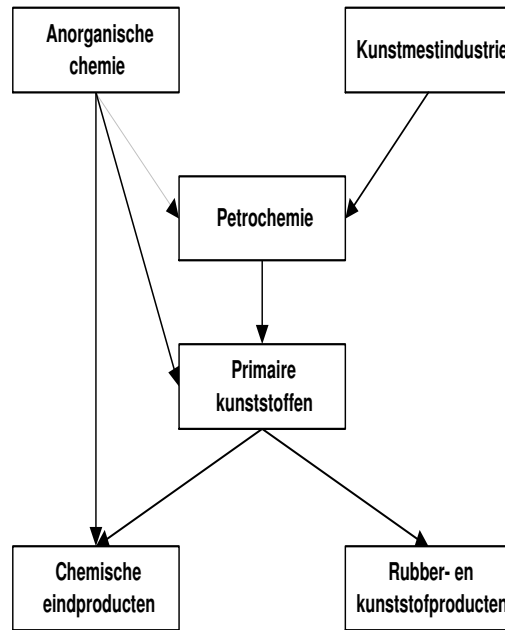 Anorganische
chemie
Kunstmestindustrie
Petrochemie
Primaire
kunststoffen
Chemische
eindproducten
Rubber- en
kunststofproducten